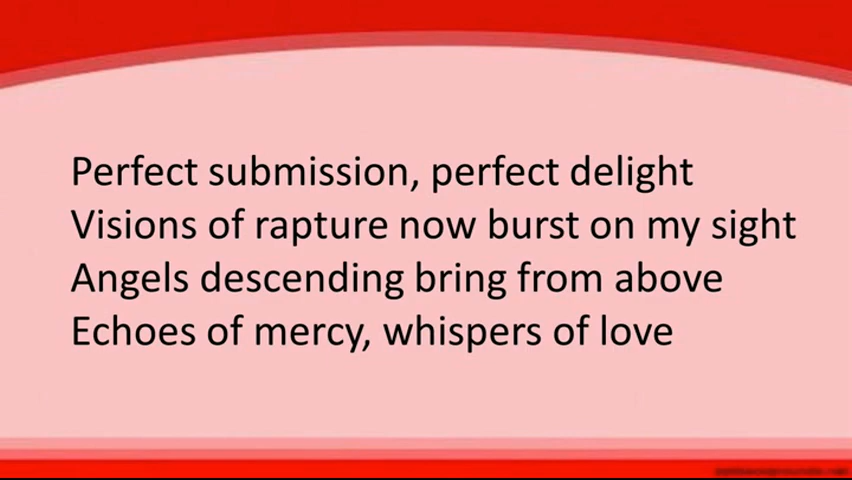 Perfect submission, perfect delight
Visions of rapture now burst on my sight
Angels descending bring from above
Echoes of mercy, whispers of love